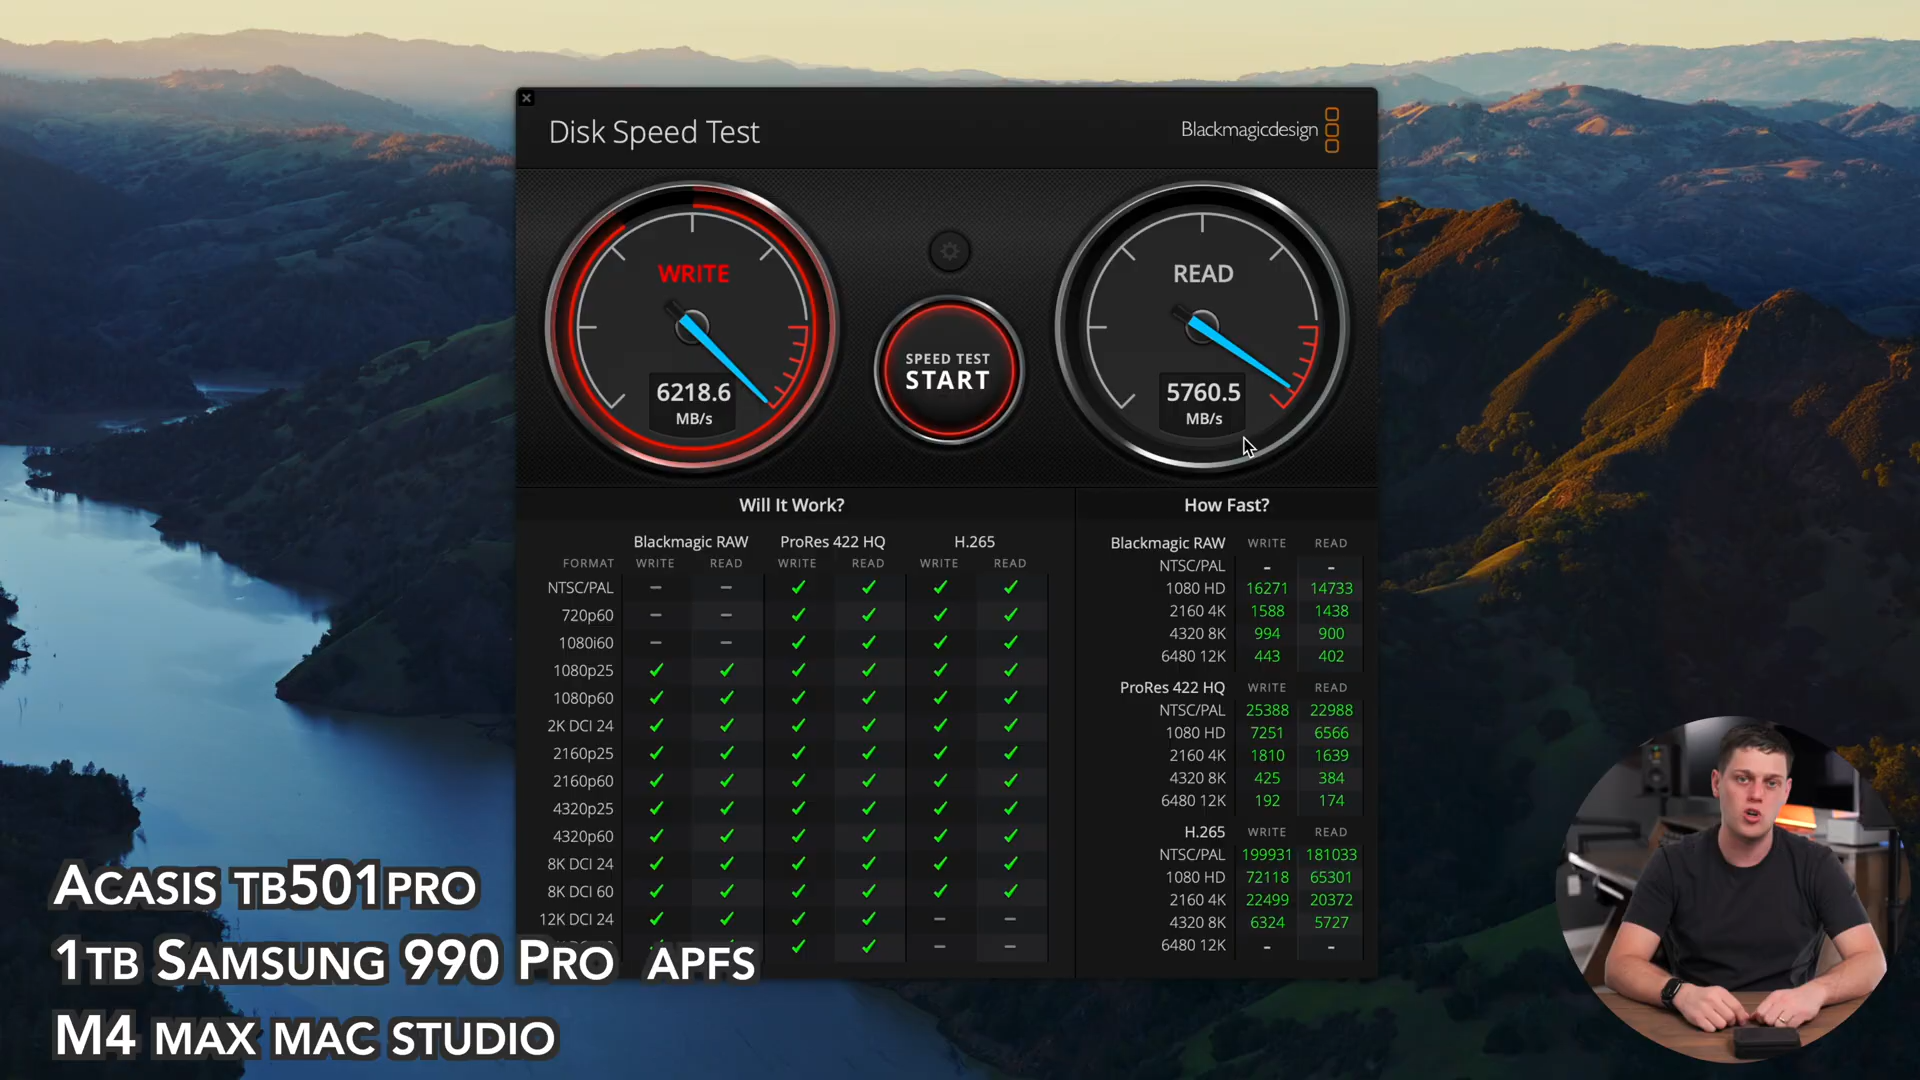 Disk Speed Test
Blackmagicdesign
WRITE
6218.6
MB/s
SPEED TEST
START
READ
5760.5
MB/s
Will It Work?
Blackmagic RAW ProRes 422 HQ H.265
FORMAT WRITE READ WRITE READ WRITE READ
NTSC/PAL – – ✓ ✓ ✓ ✓
720p60 – – ✓ ✓ ✓ ✓
1080i60 – – ✓ ✓ ✓ ✓
1080p25 ✓ ✓ ✓ ✓ ✓ ✓
1080p60 ✓ ✓ ✓ ✓ ✓ ✓
2K DCI 24 ✓ ✓ ✓ ✓ ✓ ✓
2160p25 ✓ ✓ ✓ ✓ ✓ ✓
2160p60 ✓ ✓ ✓ ✓ ✓ ✓
4320p25 ✓ ✓ ✓ ✓ ✓ ✓
4320p60 ✓ ✓ ✓ ✓ ✓ ✓
8K DCI 24 ✓ ✓ ✓ ✓ ✓ ✓
8K DCI 60 ✓ ✓ ✓ ✓ ✓ ✓
12K DCI 24 ✓ ✓ ✓ ✓ – –
How Fast?
Blackmagic RAW WRITE READ
NTSC/PAL - -
1080 HD 16271 14733
2160 4K 1588 1438
4320 8K 994 900
6480 12K 443 402
ProRes 422 HQ WRITE READ
NTSC/PAL 25388 22988
1080 HD 7251 6566
2160 4K 1810 1639
4320 8K 425 384
6480 12K 192 174
H.265 WRITE READ
NTSC/PAL 199931 181033
1080 HD 72118 65301
2160 4K 22499 20372
4320 8K 6324 5727
6480 12K - -
ACASIS TB501PRO
1TB SAMSUNG 990 PRO APFS
M4 MAX MAC STUDIO